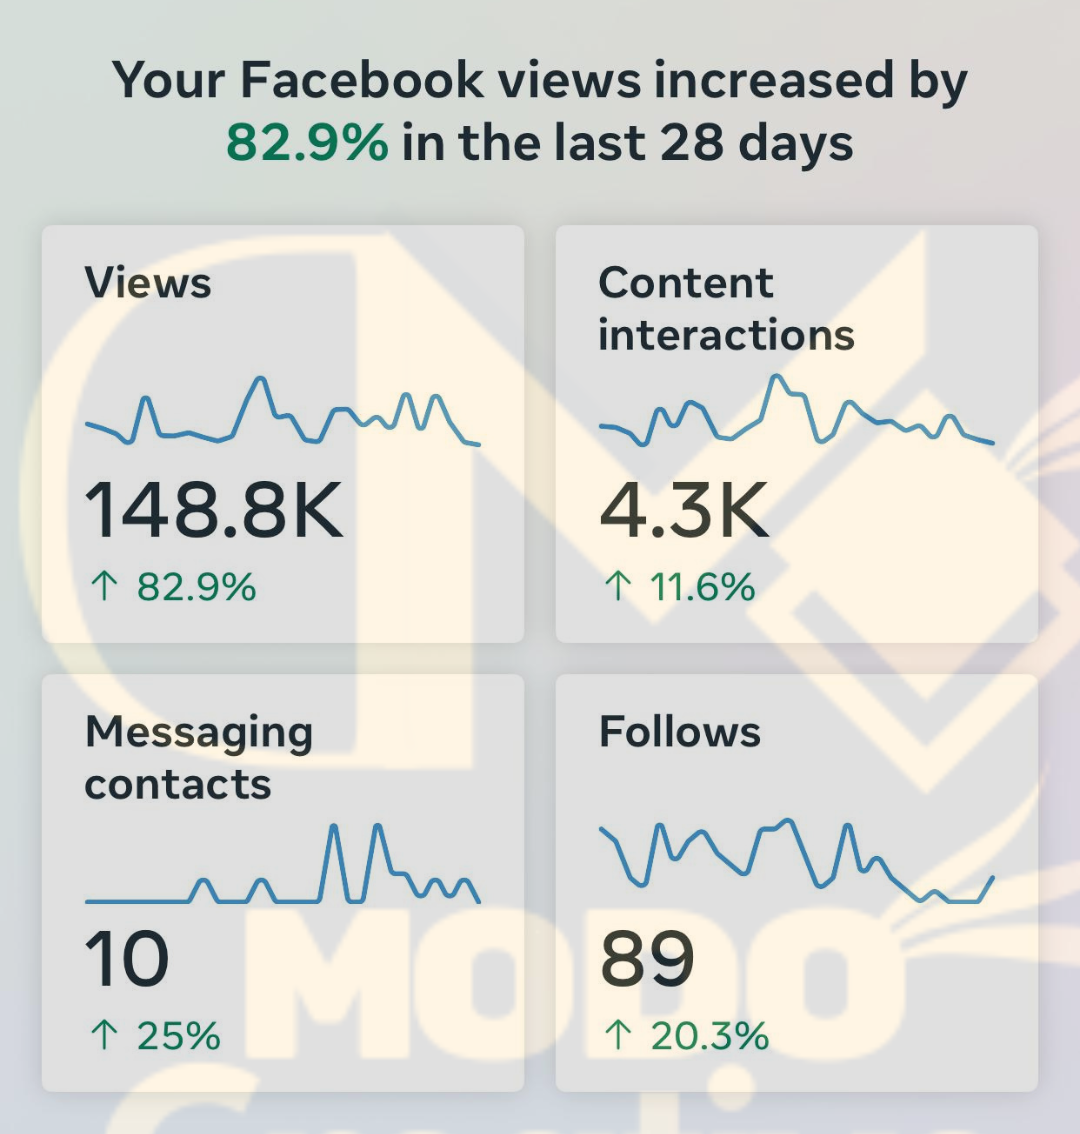 Your Facebook views increased by
82.9% in the last 28 days
Views
148.8K
↑ 82.9%
Content
interactions
4.3K
↑ 11.6%
Messaging
contacts
10
↑ 25%
Follows
89
↑ 20.3%
MODO